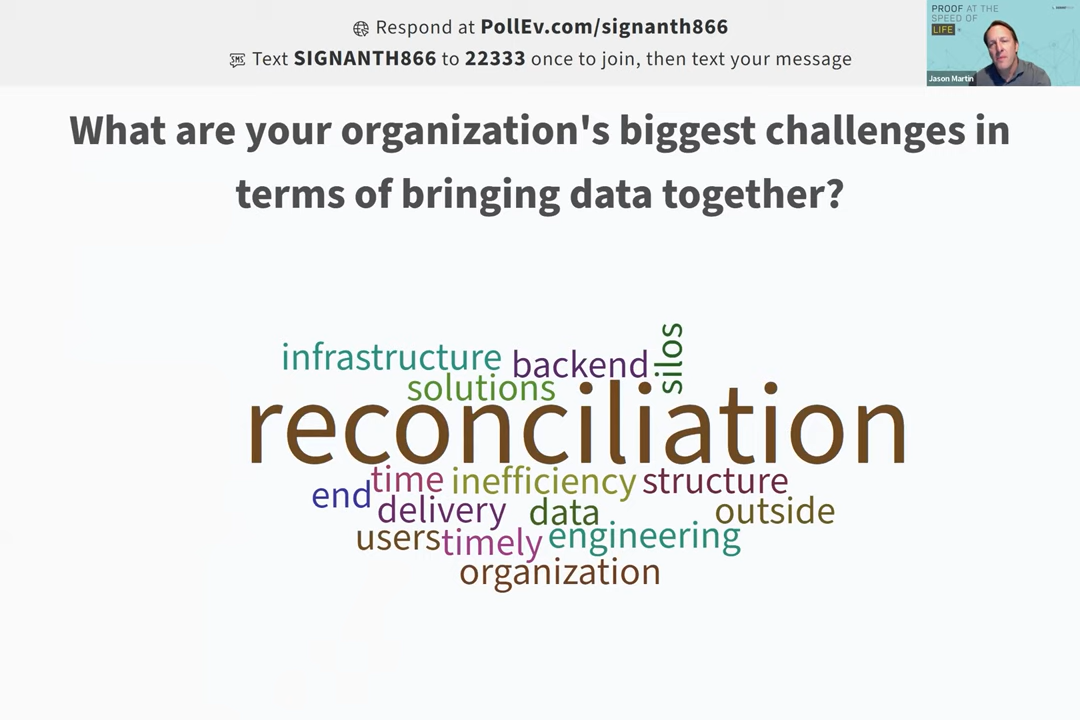 Respond at PollEv.com/signanth866
Text SIGNANTH866 to 22333 once to join, then text your message
PROOF AT THE
SPEED OF
LIFE
Jason Martin
What are your organization's biggest challenges in
terms of bringing data together?
infrastructure backend silos
solutions
reconciliation
time inefficiency structure
end delivery data outside
users timely engineering
organization